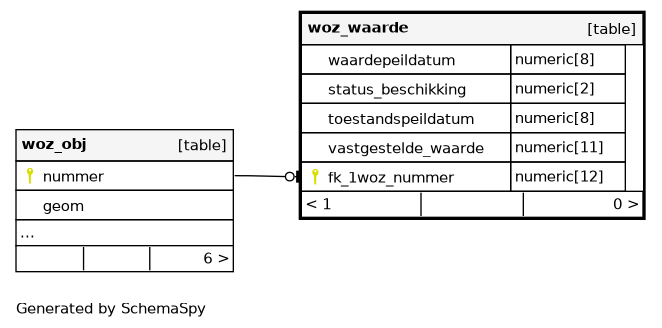 woz_waarde [table]
waardepeildatum numeric[8]
status_beschikking numeric[2]
toestandspeildatum numeric[8]
vastgestelde_waarde numeric[11]
fk_1woz_nummer numeric[12]
< 1 0 >
woz_obj [table]
nummer
geom
...
6 >
Generated by SchemaSpy